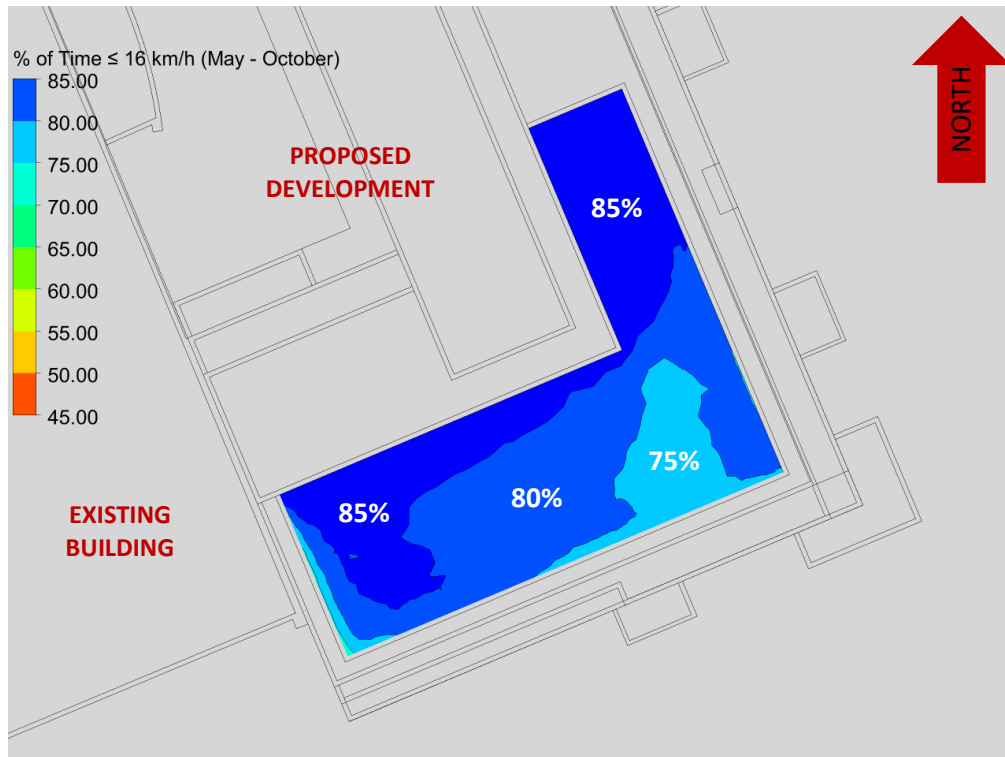 % of Time ≤ 16 km/h (May - October)
85.00
80.00
75.00
70.00
65.00
60.00
55.00
50.00
45.00
PROPOSED
DEVELOPMENT
NORTH
85%
75%
80%
85%
EXISTING
BUILDING